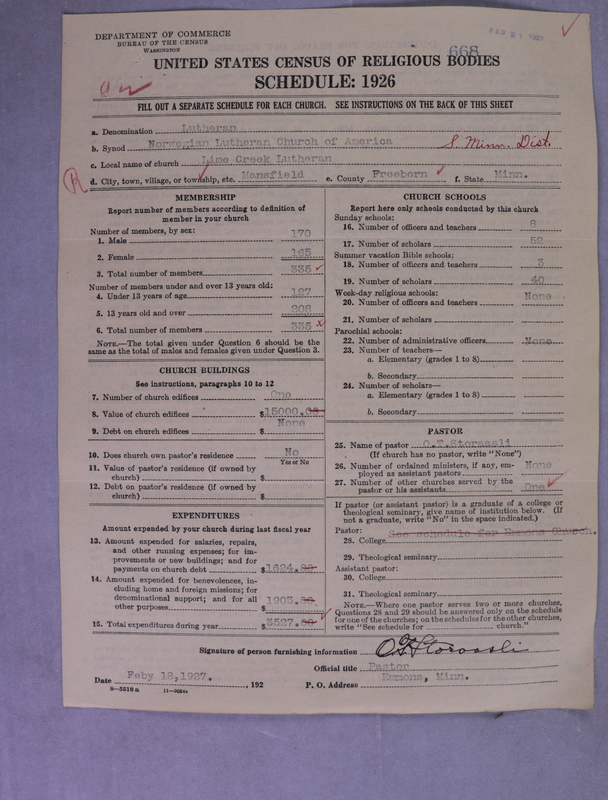 DEPARTMENT OF COMMERCE
BUREAU OF THE CENSUS
WASHINGTON
FEB 21 1927
668
UNITED STATES CENSUS OF RELIGIOUS BODIES
SCHEDULE: 1926
FILL OUT A SEPARATE SCHEDULE FOR EACH CHURCH. SEE INSTRUCTIONS ON THE BACK OF THIS SHEET
a. Denomination Lutheran
b. Synod Norwegian Lutheran Church of America S. Minn. Dist.
c. Local name of church Lime Creek Lutheran
d. City, town, village, or township, etc. Mansfield e. County Freeborn f. State Minn.
MEMBERSHIP
Report number of members according to definition of
member in your church
Number of members, by sex:
1. Male 170
2. Female 165
3. Total number of members 335
Number of members under and over 13 years old:
4. Under 13 years of age 127
5. 13 years old and over 208
6. Total number of members 335 x
NOTE.—The total given under Question 6 should be the
same as the total of males and females given under Question 3.
CHURCH BUILDINGS
See instructions, paragraphs 10 to 12
7. Number of church edifices One
8. Value of church edifices $15000.00
9. Debt on church edifices None
10. Does church own pastor's residence No
Yes or No
11. Value of pastor's residence (if owned by
church) $
12. Debt on pastor's residence (if owned by
church) $
EXPENDITURES
Amount expended by your church during last fiscal year
13. Amount expended for salaries, repairs,
and other running expenses; for im-
provements or new buildings; and for
payments on church debt $1624.
14. Amount expended for benevolences, in-
cluding home and foreign missions; for
denominational support; and for all
other purposes $1903.
15. Total expenditures during year $3527.
CHURCH SCHOOLS
Report here only schools conducted by this church
Sunday schools:
16. Number of officers and teachers 8
17. Number of scholars 52
Summer vacation Bible schools:
18. Number of officers and teachers 3
19. Number of scholars 40
Week-day religious schools:
20. Number of officers and teachers None
21. Number of scholars
Parochial schools:
22. Number of administrative officers None
23. Number of teachers—
a. Elementary (grades 1 to 8)
b. Secondary
24. Number of scholars—
a. Elementary (grades 1 to 8)
b. Secondary
PASTOR
25. Name of pastor O.T.Storassli
(If church has no pastor, write "None")
26. Number of ordained ministers, if any, em-
ployed as assistant pastors None
27. Number of other churches served by the
pastor or his assistants One
If pastor (or assistant pastor) is a graduate of a college or
theological seminary, give name of institution below. (If
not a graduate, write "No" in the space indicated.)
Pastor:
28. College See schedule for Emmons Church.
29. Theological seminary
Assistant pastor:
30. College
31. Theological seminary
NOTE.—Where one pastor serves two or more churches,
Questions 28 and 29 should be answered only on the schedule
for one of the churches; on the schedules for the other churches,
write "See schedule for church."
Signature of person furnishing information O T Storassli
Official title Pastor
Date Feby 18,1927. , 192 P. O. Address Emmons, Minn.
8—5518a 11—9054